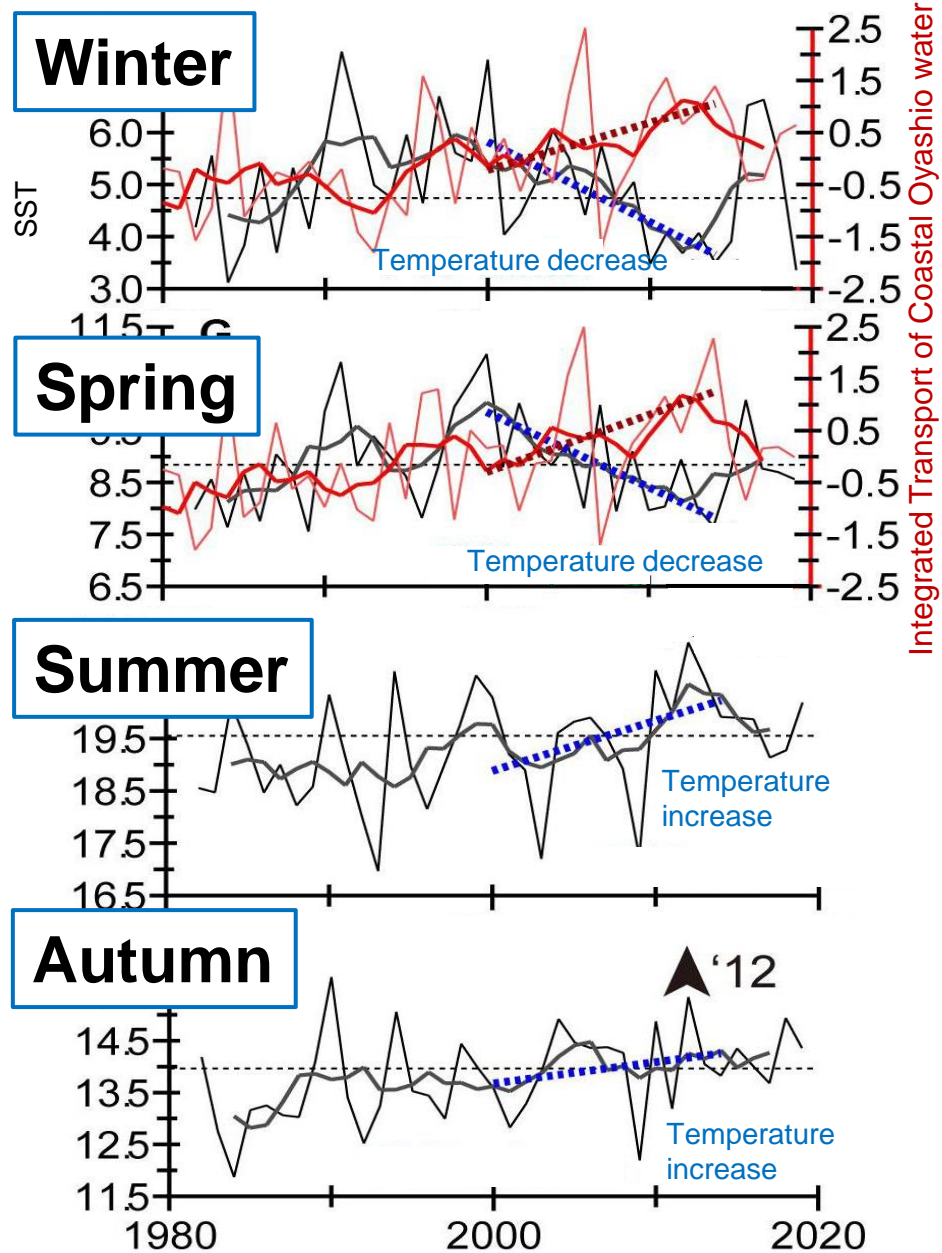 Winter
2.5
1.5
6.0
0.5
5.0
-0.5
4.0
-1.5
3.0
-2.5
SST
Temperature decrease
Integrated Transport of Coastal Oyashio water
11.5
2.5
Spring
1.5
0.5
8.5
-0.5
7.5
-1.5
6.5
-2.5
Temperature decrease
Summer
19.5
18.5
17.5
16.5
Temperature
increase
Autumn
‘12
14.5
13.5
12.5
11.5
Temperature
increase
1980
2000
2020